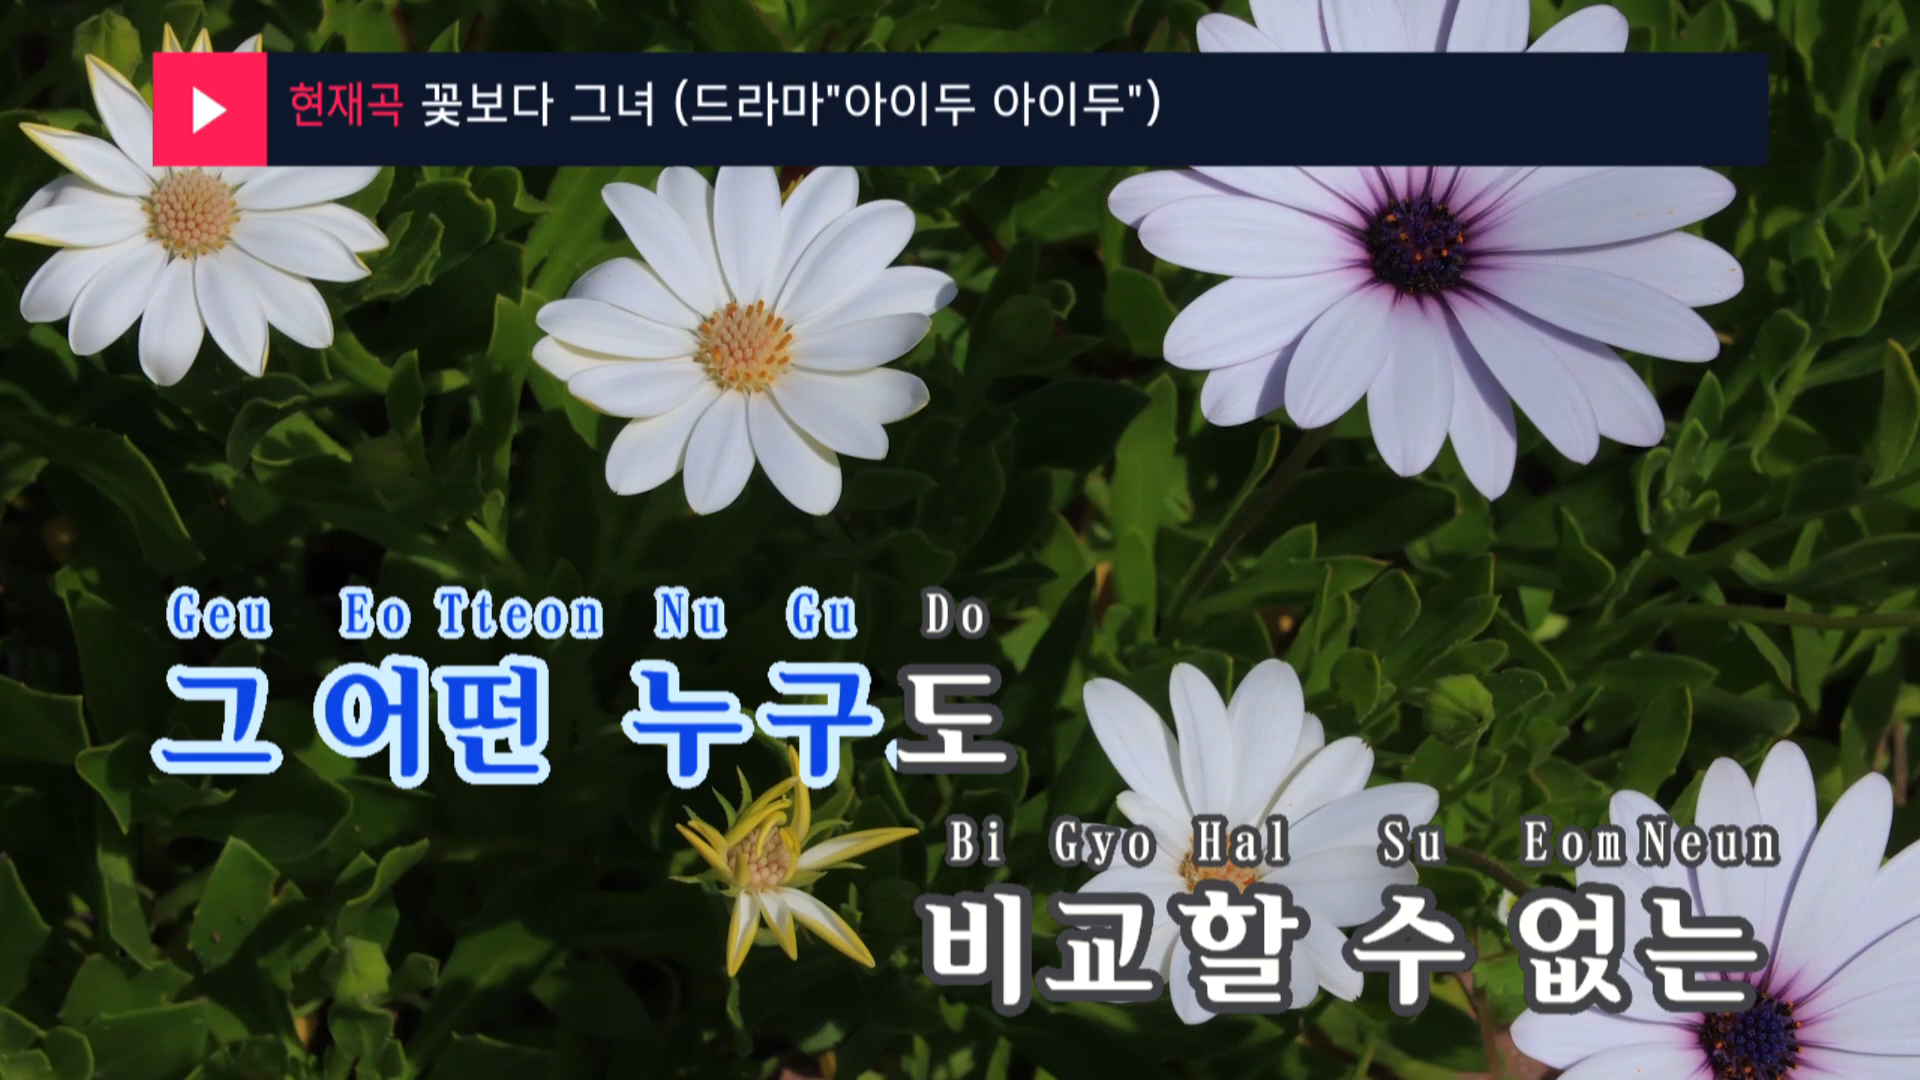 현재곡 꽃보다 그녀 (드라마"아이두 아이두")
Geu Eo Tteon Nu Gu Do
그 어떤 누구도
Bi Gyo Hal Su Eom Neun
비교할 수 없는